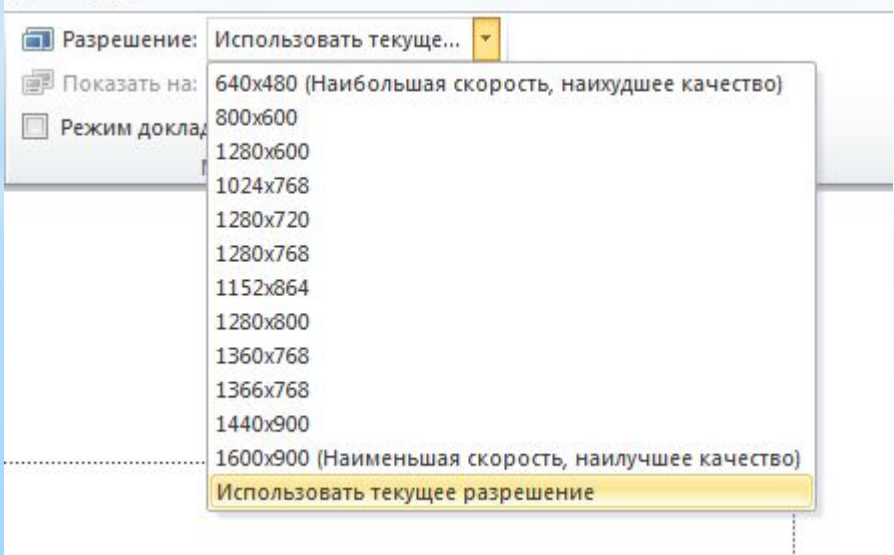 Разрешение: Использовать текуще...
Показать на:
Режим
640x480 (Наибольшая скорость, наихудшее качество)
800x600
1280x600
1024x768
1280x720
1280x768
1152x864
1280x800
1360x768
1366x768
1440x900
1600x900 (Наименьшая скорость, наилучшее качество)
Использовать текущее разрешение